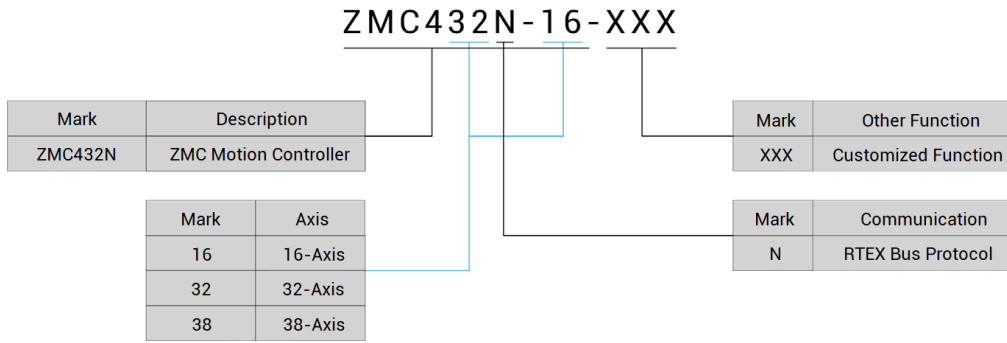 ZMC432N-16-XXX
Mark Description
ZMC432N ZMC Motion Controller
Mark Other Function
XXX Customized Function
Mark Axis
16 16-Axis
32 32-Axis
38 38-Axis
Mark Communication
N RTEX Bus Protocol